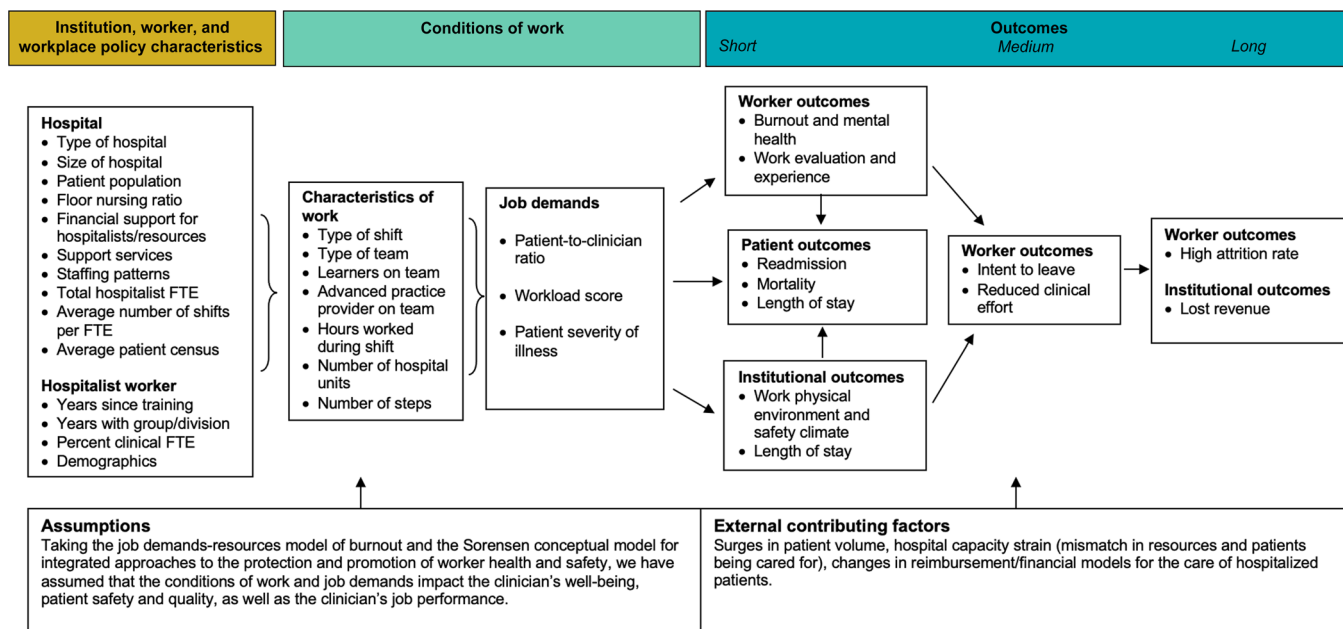 Institution, worker, and
workplace policy characteristics
Conditions of work
Outcomes
Short
Medium
Long
Hospital
• Type of hospital
• Size of hospital
• Patient population
• Floor nursing ratio
• Financial support for
hospitalists/resources
• Support services
• Staffing patterns
• Total hospitalist FTE
• Average number of shifts
per FTE
• Average patient census
Hospitalist worker
• Years since training
• Years with group/division
• Percent clinical FTE
• Demographics
Characteristics of
work
• Type of shift
• Type of team
• Learners on team
• Advanced practice
provider on team
• Hours worked
during shift
• Number of hospital
units
• Number of steps
Job demands
• Patient-to-clinician
ratio
• Workload score
• Patient severity of
illness
Worker outcomes
• Burnout and mental
health
• Work evaluation and
experience
Patient outcomes
• Readmission
• Mortality
• Length of stay
Institutional outcomes
• Work physical
environment and
safety climate
• Length of stay
Worker outcomes
• Intent to leave
• Reduced clinical
effort
Worker outcomes
• High attrition rate
Institutional outcomes
• Lost revenue
Assumptions
Taking the job demands-resources model of burnout and the Sorensen conceptual model for
integrated approaches to the protection and promotion of worker health and safety, we have
assumed that the conditions of work and job demands impact the clinician's well-being,
patient safety and quality, as well as the clinician's job performance.
External contributing factors
Surges in patient volume, hospital capacity strain (mismatch in resources and patients
being cared for), changes in reimbursement/financial models for the care of hospitalized
patients.